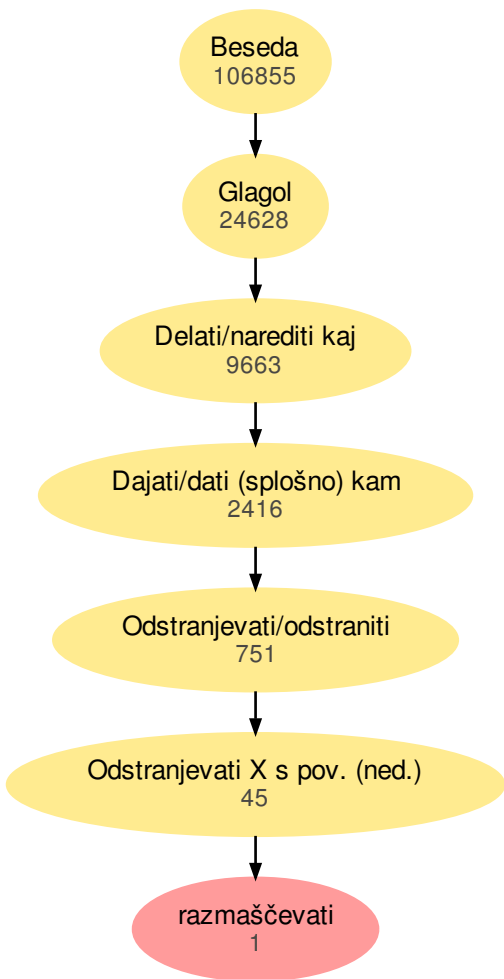 Beseda
106855
Glagol
24628
Delati/narediti kaj
9663
Dajati/dati (splošno) kam
2416
Odstranjevati/odstraniti
751
Odstranjevati X s pov. (ned.)
45
razmaščevati
1